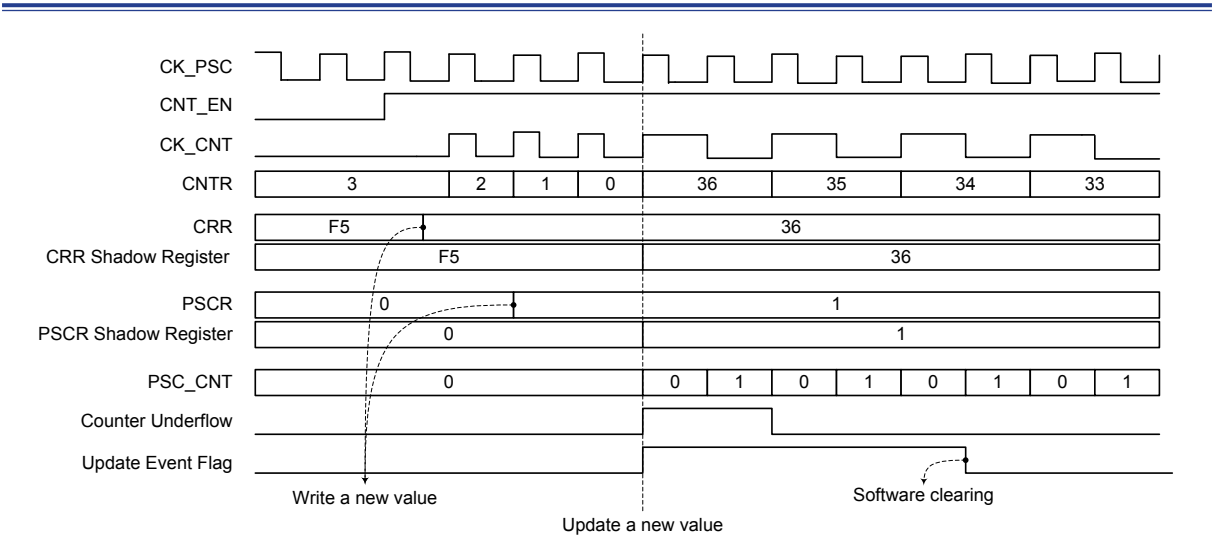 CK_PSC
CNT_EN
CK_CNT
CNTR 3 2 1 0 36 35 34 33
CRR F5 36
CRR Shadow Register F5 36
PSCR 0 1
PSCR Shadow Register 0 1
PSC_CNT 0 0 1 0 1 0 1 0 1
Counter Underflow
Update Event Flag
Write a new value Software clearing
Update a new value